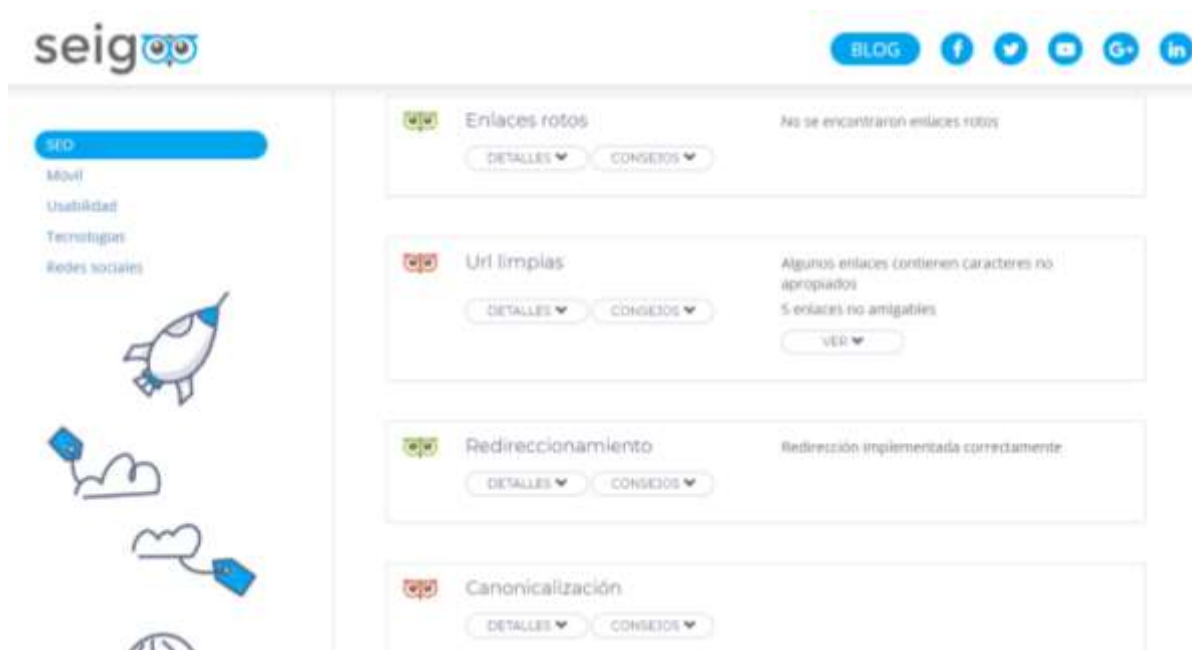 seigoo
BLOG
SEO
Móvil
Usabilidad
Tecnologías
Redes sociales
Enlaces rotos
No se encontraron enlaces rotos
DETALLES CONSEJOS
Url limpias
Algunos enlaces contienen caracteres no
apropiados
5 enlaces no amigables
DETALLES CONSEJOS
VER
Redireccionamiento
Redirección implementada correctamente
DETALLES CONSEJOS
Canonicalización
DETALLES CONSEJOS